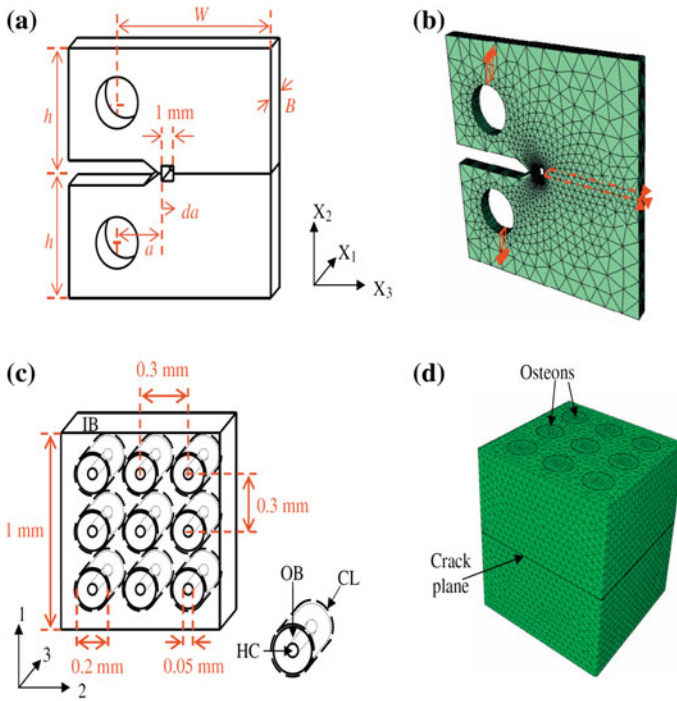 (a)
W
h
1 mm
B
h
da
a
X2
X1
X3
(b)
(c)
0.3 mm
IB
1 mm
0.3 mm
OB
CL
HC
1
3
2
0.2 mm
0.05 mm
(d)
Osteons
Crack
plane